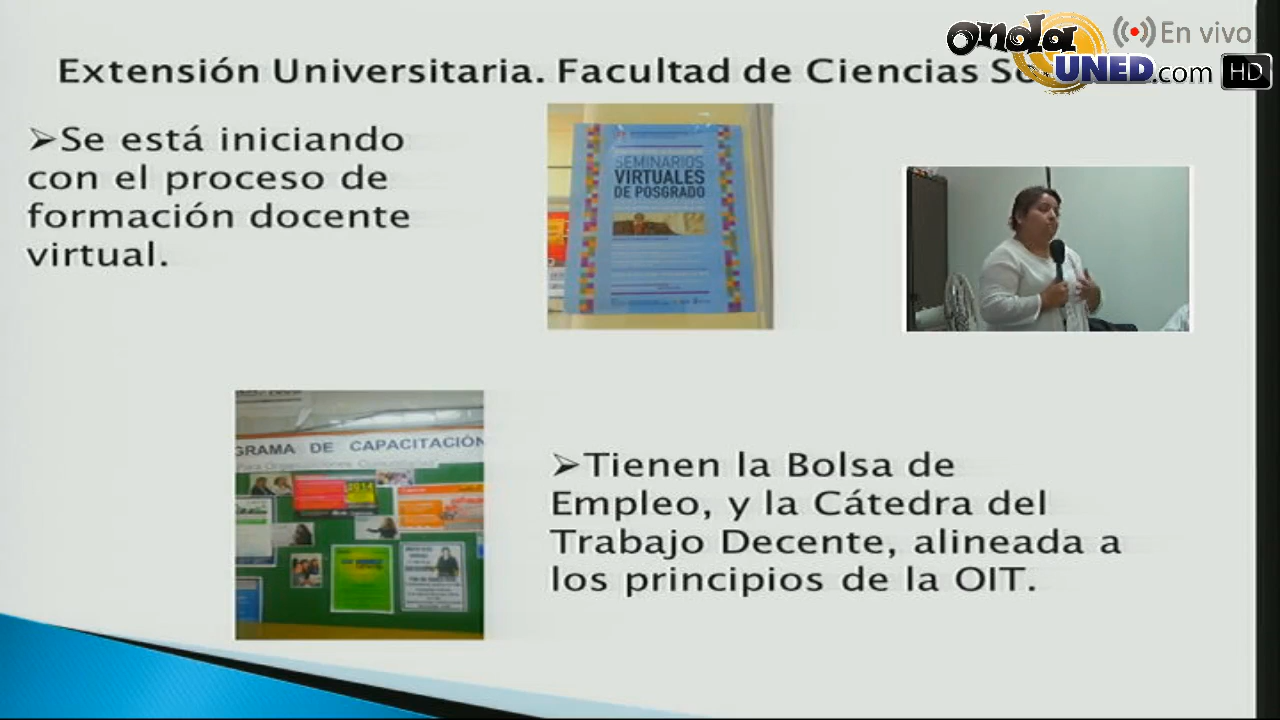 Extensión Universitaria. Facultad de Ciencias
onda UNED.com
En vivo
HD
➢Se está iniciando
con el proceso de
formación docente
virtual.
SEMINARIOS
VIRTUALES
DE POSGRADO
GRAMA DE CAPACITACIÓN
2014
➢Tienen la Bolsa de
Empleo, y la Cátedra del
Trabajo Decente, alineada a
los principios de la OIT.